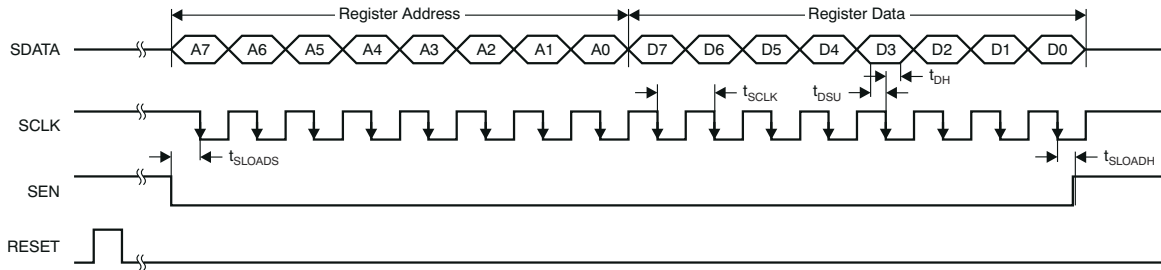 Register Address Register Data
SDATA A7 A6 A5 A4 A3 A2 A1 A0 D7 D6 D5 D4 D3 D2 D1 D0
tDH
tSCLK tDSU
SCLK
tSLOADS tSLOADH
SEN
RESET